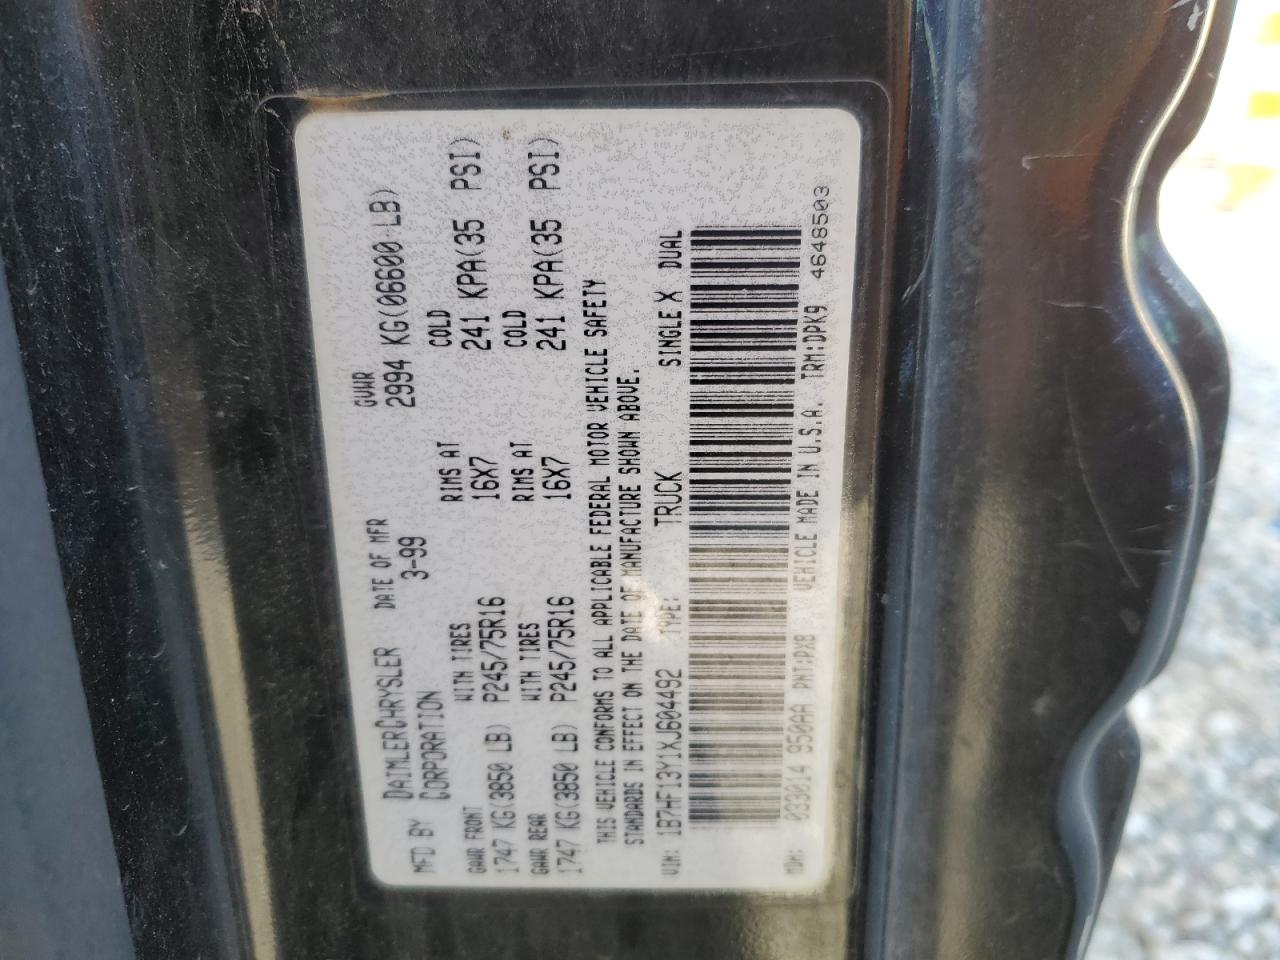 MFD BY DAIMLERCHRYSLER CORPORATION DATE OF MFR 3-99 GVWR 2994 KG(06600 LB)
GAWR FRONT WITH TIRES RIMS AT COLD
1747 KG(3850 LB) P245/75R16 16X7 241 KPA(35 PSI)
GAWR REAR WITH TIRES RIMS AT COLD
1747 KG(3850 LB) P245/75R16 16X7 241 KPA(35 PSI)
THIS VEHICLE CONFORMS TO ALL APPLICABLE FEDERAL MOTOR VEHICLE SAFETY
STANDARDS IN EFFECT ON THE DATE OF MANUFACTURE SHOWN ABOVE.
VIN: 1B7HF13Y1XJ604492 TYPE: TRUCK SINGLE X DUAL
MDH: 033014 950AA PNT:PX8 VEHICLE MADE IN U.S.A. TRM:DPK9 4648503